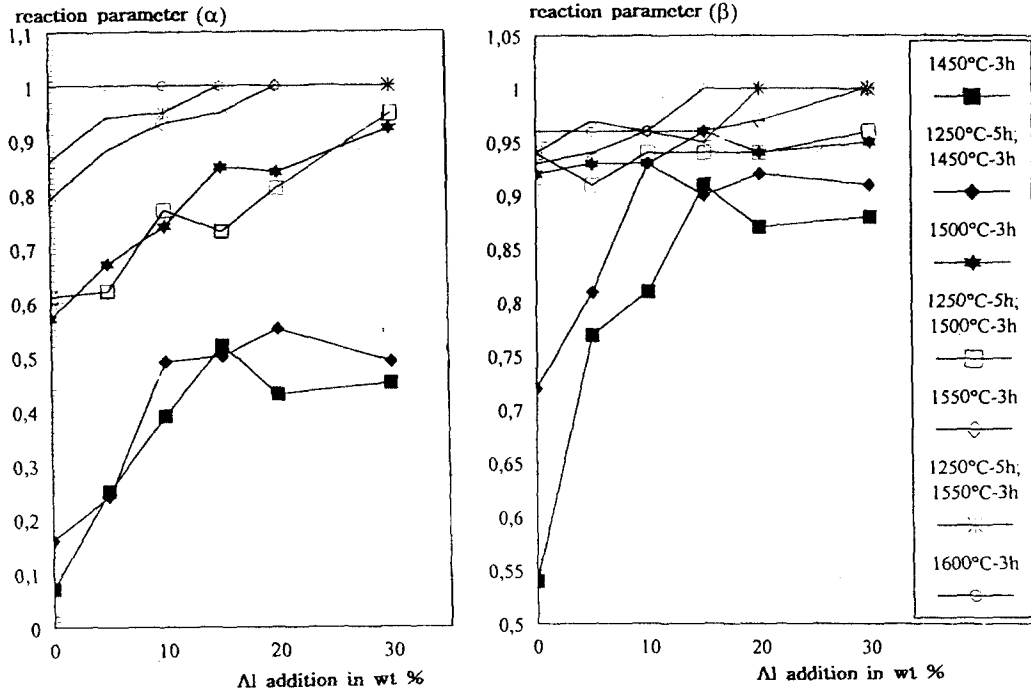 reaction parameter (α)
1,1
1
0,9
0,8
0,7
0,6
0,5
0,4
0,3
0,2
0,1
0
0 10 20 30
Al addition in wt %
reaction parameter (β)
1,05
1
0,95
0,9
0,85
0,8
0,75
0,7
0,65
0,6
0,55
0,5
0 10 20 30
Al addition in wt %
1450°C-3h
1250°C-5h;
1450°C-3h
1500°C-3h
1250°C-5h;
1500°C-3h
1550°C-3h
1250°C-5h;
1550°C-3h
1600°C-3h